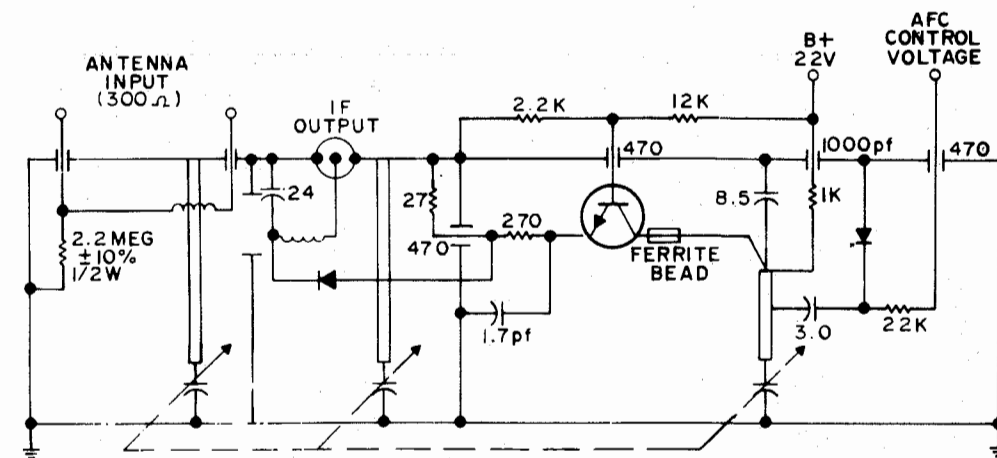 ANTENNA
INPUT
(300Ω)
IF
OUTPUT
B+
22V
AFC
CONTROL
VOLTAGE
2.2K
12K
470
1000pf
470
24
27
8.5
1K
470
270
FERRITE
BEAD
2.2 MEG
±10%
1/2W
1.7pf
3.0
22K